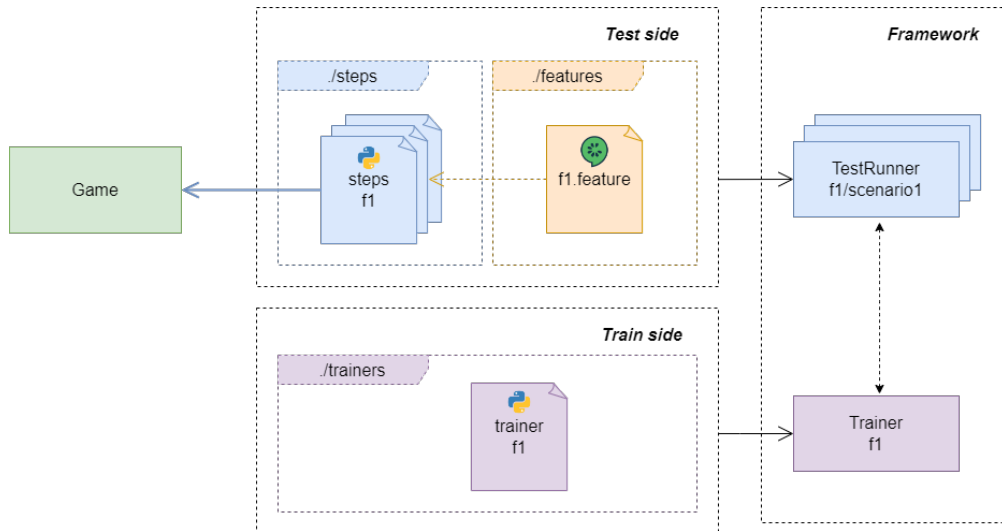 Test side
Framework
./steps
./features
steps
f1
f1.feature
Game
TestRunner
f1/scenario1
Train side
./trainers
trainer
f1
Trainer
f1